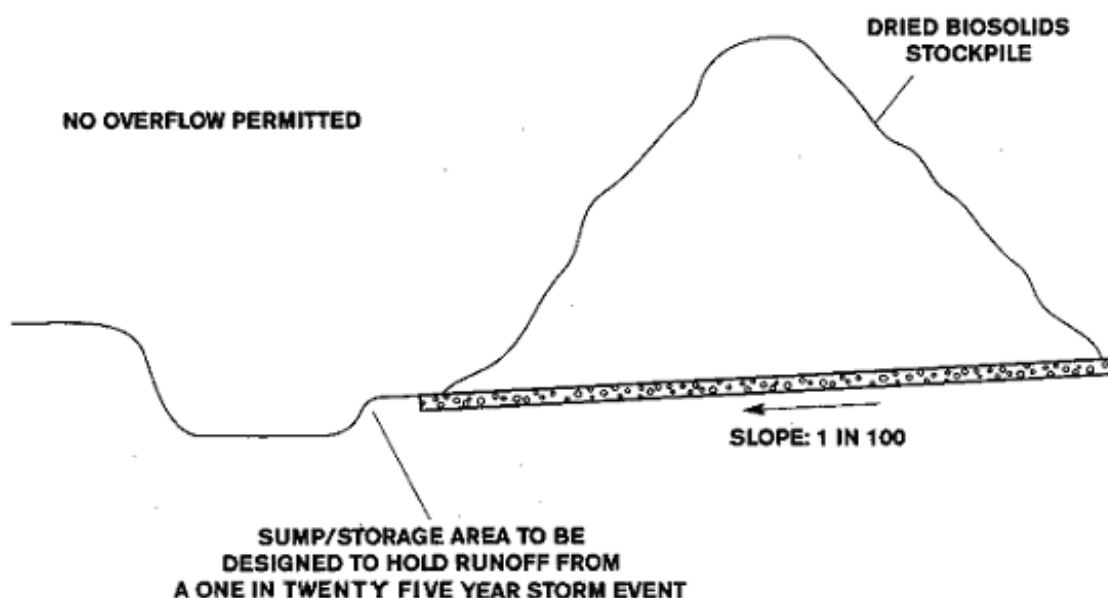 DRIED BIOSOLIDS
STOCKPILE
NO OVERFLOW PERMITTED
SLOPE: 1 IN 100
SUMP/STORAGE AREA TO BE
DESIGNED TO HOLD RUNOFF FROM
A ONE IN TWENTY FIVE YEAR STORM EVENT